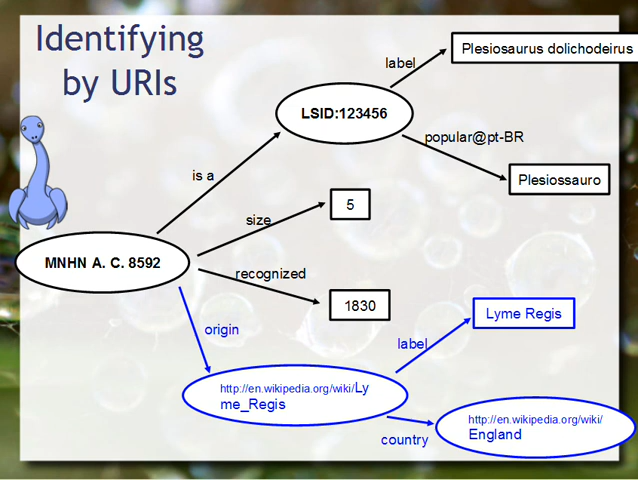 Identifying
by URIs
Plesiosaurus dolichodeirus
label
LSID:123456
popular@pt-BR
is a
Plesiossauro
5
size
MNHN A. C. 8592
recognized
1830
Lyme Regis
origin
label
http://en.wikipedia.org/wiki/Ly
me_Regis
http://en.wikipedia.org/wiki/
England
country